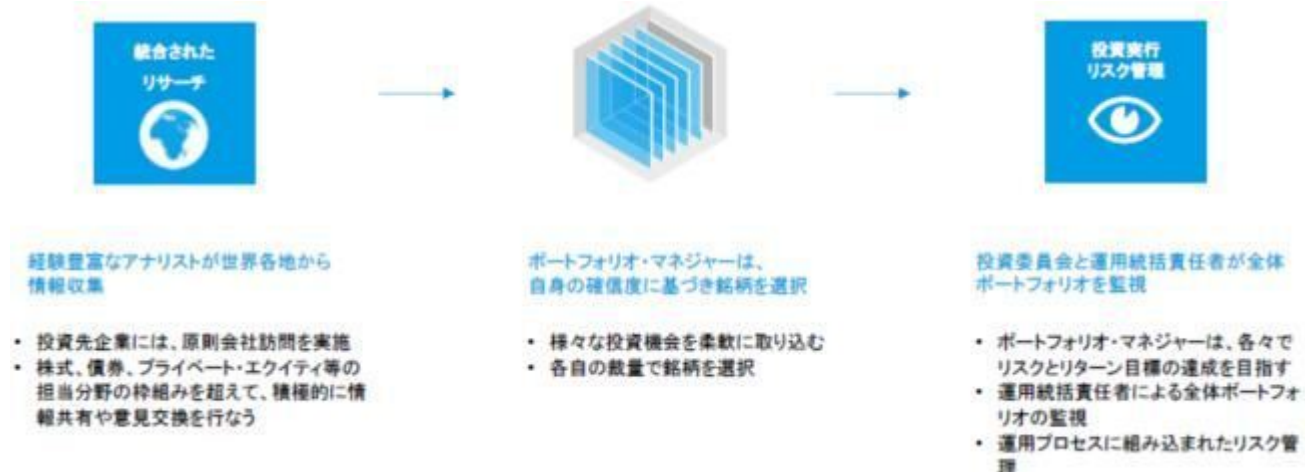 統合された
リサーチ
投資実行
リスク管理
経験豊富なアナリストが世界各地から
情報収集
• 投資先企業には、原則会社訪問を実施
• 株式、債券、プライベート・エクイティ等の
担当分野の枠組みを超えて、積極的に情
報共有や意見交換を行なう
ポートフォリオ・マネジャーは、
自身の確信度に基づき銘柄を選択
• 様々な投資機会を柔軟に取り込む
• 各自の裁量で銘柄を選択
投資委員会と運用統括責任者が全体
ポートフォリオを監視
• ポートフォリオ・マネジャーは、各々で
リスクとリターン目標の達成を目指す
• 運用統括責任者による全体ポートフォ
リオの監視
• 運用プロセスに組み込まれたリスク管
理